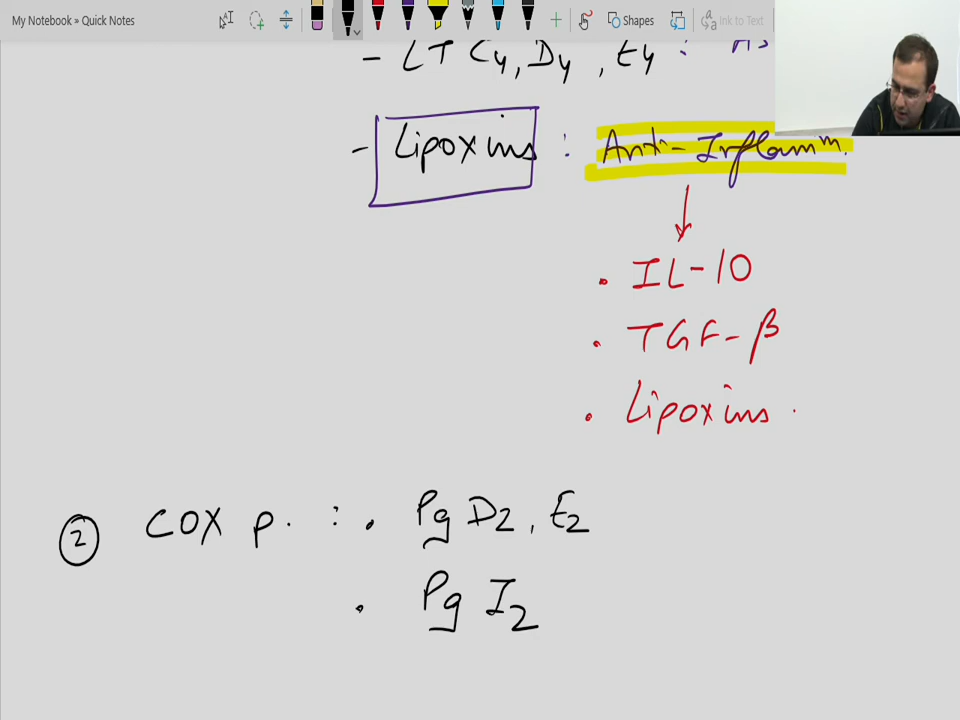 My Notebook » Quick Notes
Shapes
Ink to Text
- LT C4, D4, E4 : As
- Lipoxins : Anti-Inflamm.
. IL-10
. TGF-β
. Lipoxins .
2 COX p. : . Pg D2, E2
. Pg I2